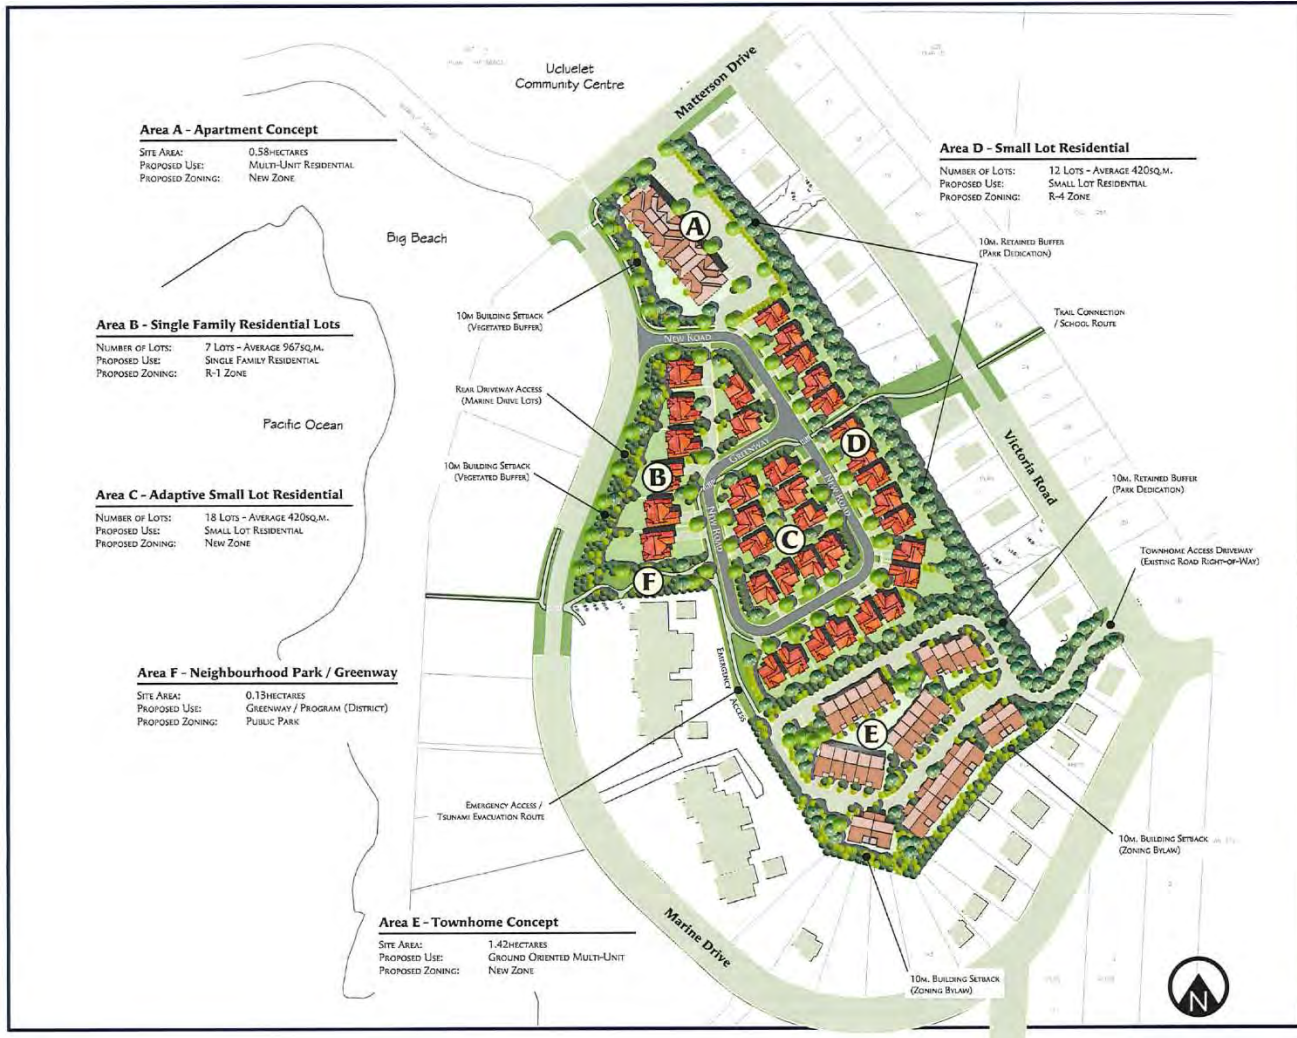 Ucluelet
Community Centre
Matterson Drive
Area A - Apartment Concept
SITE AREA: 0.58HECTARES
PROPOSED USE: MULTI-UNIT RESIDENTIAL
PROPOSED ZONING: NEW ZONE
Area D - Small Lot Residential
NUMBER OF LOTS: 12 LOTS - AVERAGE 420SQ.M.
PROPOSED USE: SMALL LOT RESIDENTIAL
PROPOSED ZONING: R-4 ZONE
Big Beach
A
10M. RETAINED BUFFER
(PARK DEDICATION)
10M BUILDING SETBACK
(VEGETATED BUFFER)
TRAIL CONNECTION
/ SCHOOL ROUTE
Area B - Single Family Residential Lots
NUMBER OF LOTS: 7 LOTS - AVERAGE 967SQ.M.
PROPOSED USE: SINGLE FAMILY RESIDENTIAL
PROPOSED ZONING: R-1 ZONE
NEW ROAD
REAR DRIVEWAY ACCESS
(MARINE DRIVE LOTS)
Pacific Ocean
D
GREENWAY
Victoria Road
10M BUILDING SETBACK
(VEGETATED BUFFER)
B
10M. RETAINED BUFFER
(PARK DEDICATION)
Area C - Adaptive Small Lot Residential
NUMBER OF LOTS: 18 LOTS - AVERAGE 420SQ.M.
PROPOSED USE: SMALL LOT RESIDENTIAL
PROPOSED ZONING: NEW ZONE
NEW ROAD
NEW ROAD
C
TOWNHOME ACCESS DRIVEWAY
(EXISTING ROAD RIGHT-OF-WAY)
F
Area F - Neighbourhood Park / Greenway
SITE AREA: 0.13HECTARES
PROPOSED USE: GREENWAY / PROGRAM (DISTRICT)
PROPOSED ZONING: PUBLIC PARK
EMERGENCY ACCESS
E
EMERGENCY ACCESS /
TSUNAMI EVACUATION ROUTE
10M. BUILDING SETBACK
(ZONING BYLAW)
Area E - Townhome Concept
SITE AREA: 1.42HECTARES
PROPOSED USE: GROUND ORIENTED MULTI-UNIT
PROPOSED ZONING: NEW ZONE
Marine Drive
10M. BUILDING SETBACK
(ZONING BYLAW)
N